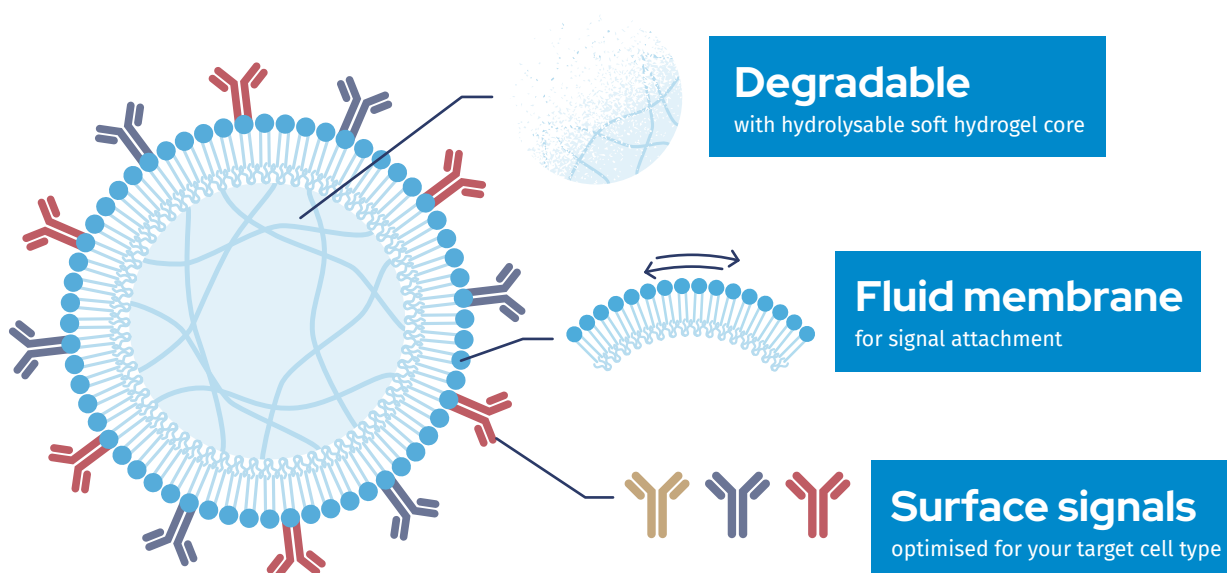 Degradable
with hydrolysable soft hydrogel core
Fluid membrane
for signal attachment
Surface signals
optimised for your target cell type